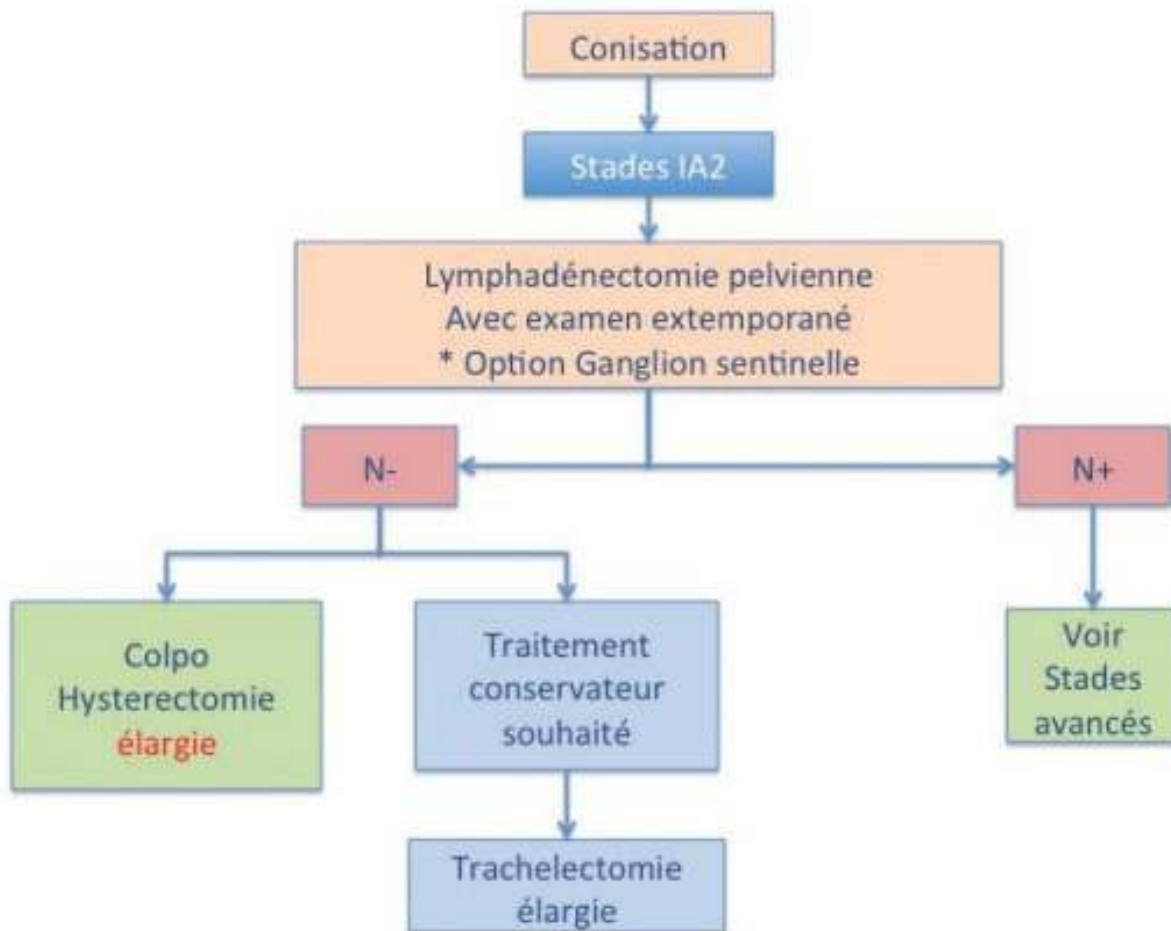 Conisation
Stades IA2
Lymphadénectomie pelvienne
Avec examen extemporané
* Option Ganglion sentinelle
N-
N+
Colpo
Hysterectomie
élargie
Traitement
conservateur
souhaité
Voir
Stades
avancés
Trachelectomie
élargie